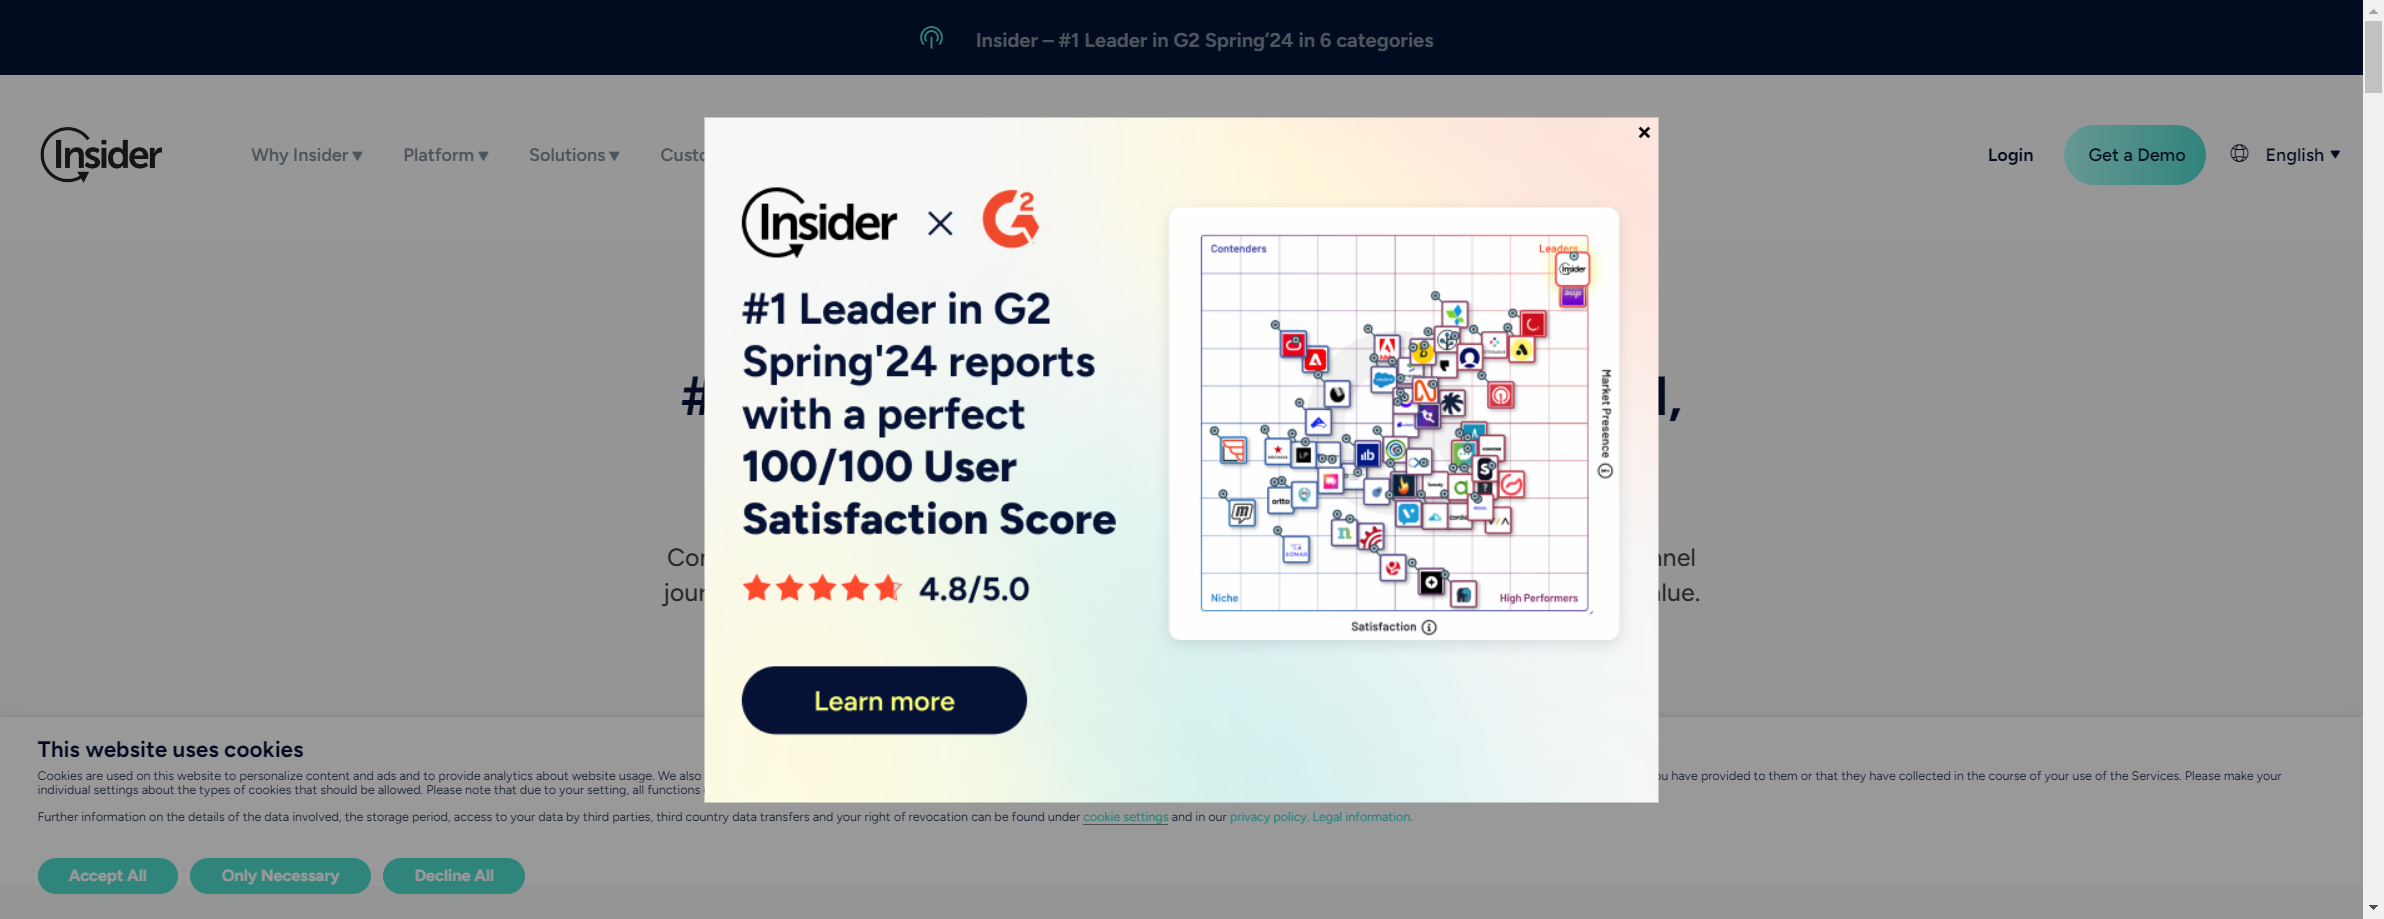 Insider – #1 Leader in G2 Spring'24 in 6 categories
Insider
Why Insider
Platform
Solutions
Custo
Login
Get a Demo
English
Insider
G2
#1 Leader in G2
Spring'24 reports
with a perfect
100/100 User
Satisfaction Score
4.8/5.0
Learn more
Contenders
Leaders
Insider
Market Presence
Niche
High Performers
Satisfaction
#
l,
Con
nnel
jour
alue.
This website uses cookies
Cookies are used on this website to personalize content and ads and to provide analytics about website usage. We also
ou have provided to them or that they have collected in the course of your use of the Services. Please make your
individual settings about the types of cookies that should be allowed. Please note that due to your setting, all functions
Further information on the details of the data involved, the storage period, access to your data by third parties, third country data transfers and your right of revocation can be found under cookie settings and in our privacy policy. Legal information.
Accept All
Only Necessary
Decline All